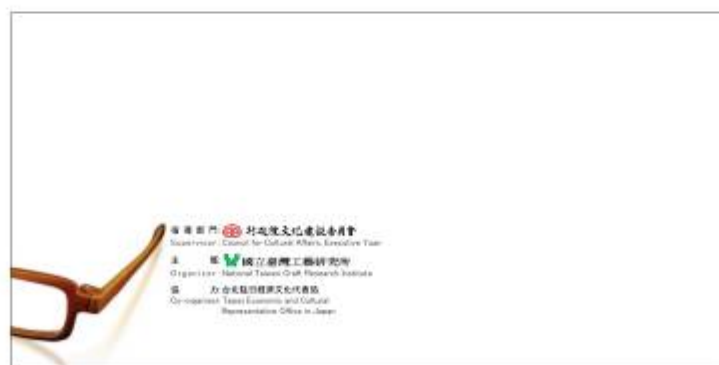 指導部門: 行政院文化建設委員會
Supervisor: Council for Cultural Affairs, Executive Yuan
主 辦: 國立臺灣工藝研究所
Organizer: National Taiwan Craft Research Institute
協 力: 台北駐日經濟文化代表處
Co-organiser: Taipei Economic and Cultural
Representative Office in Japan